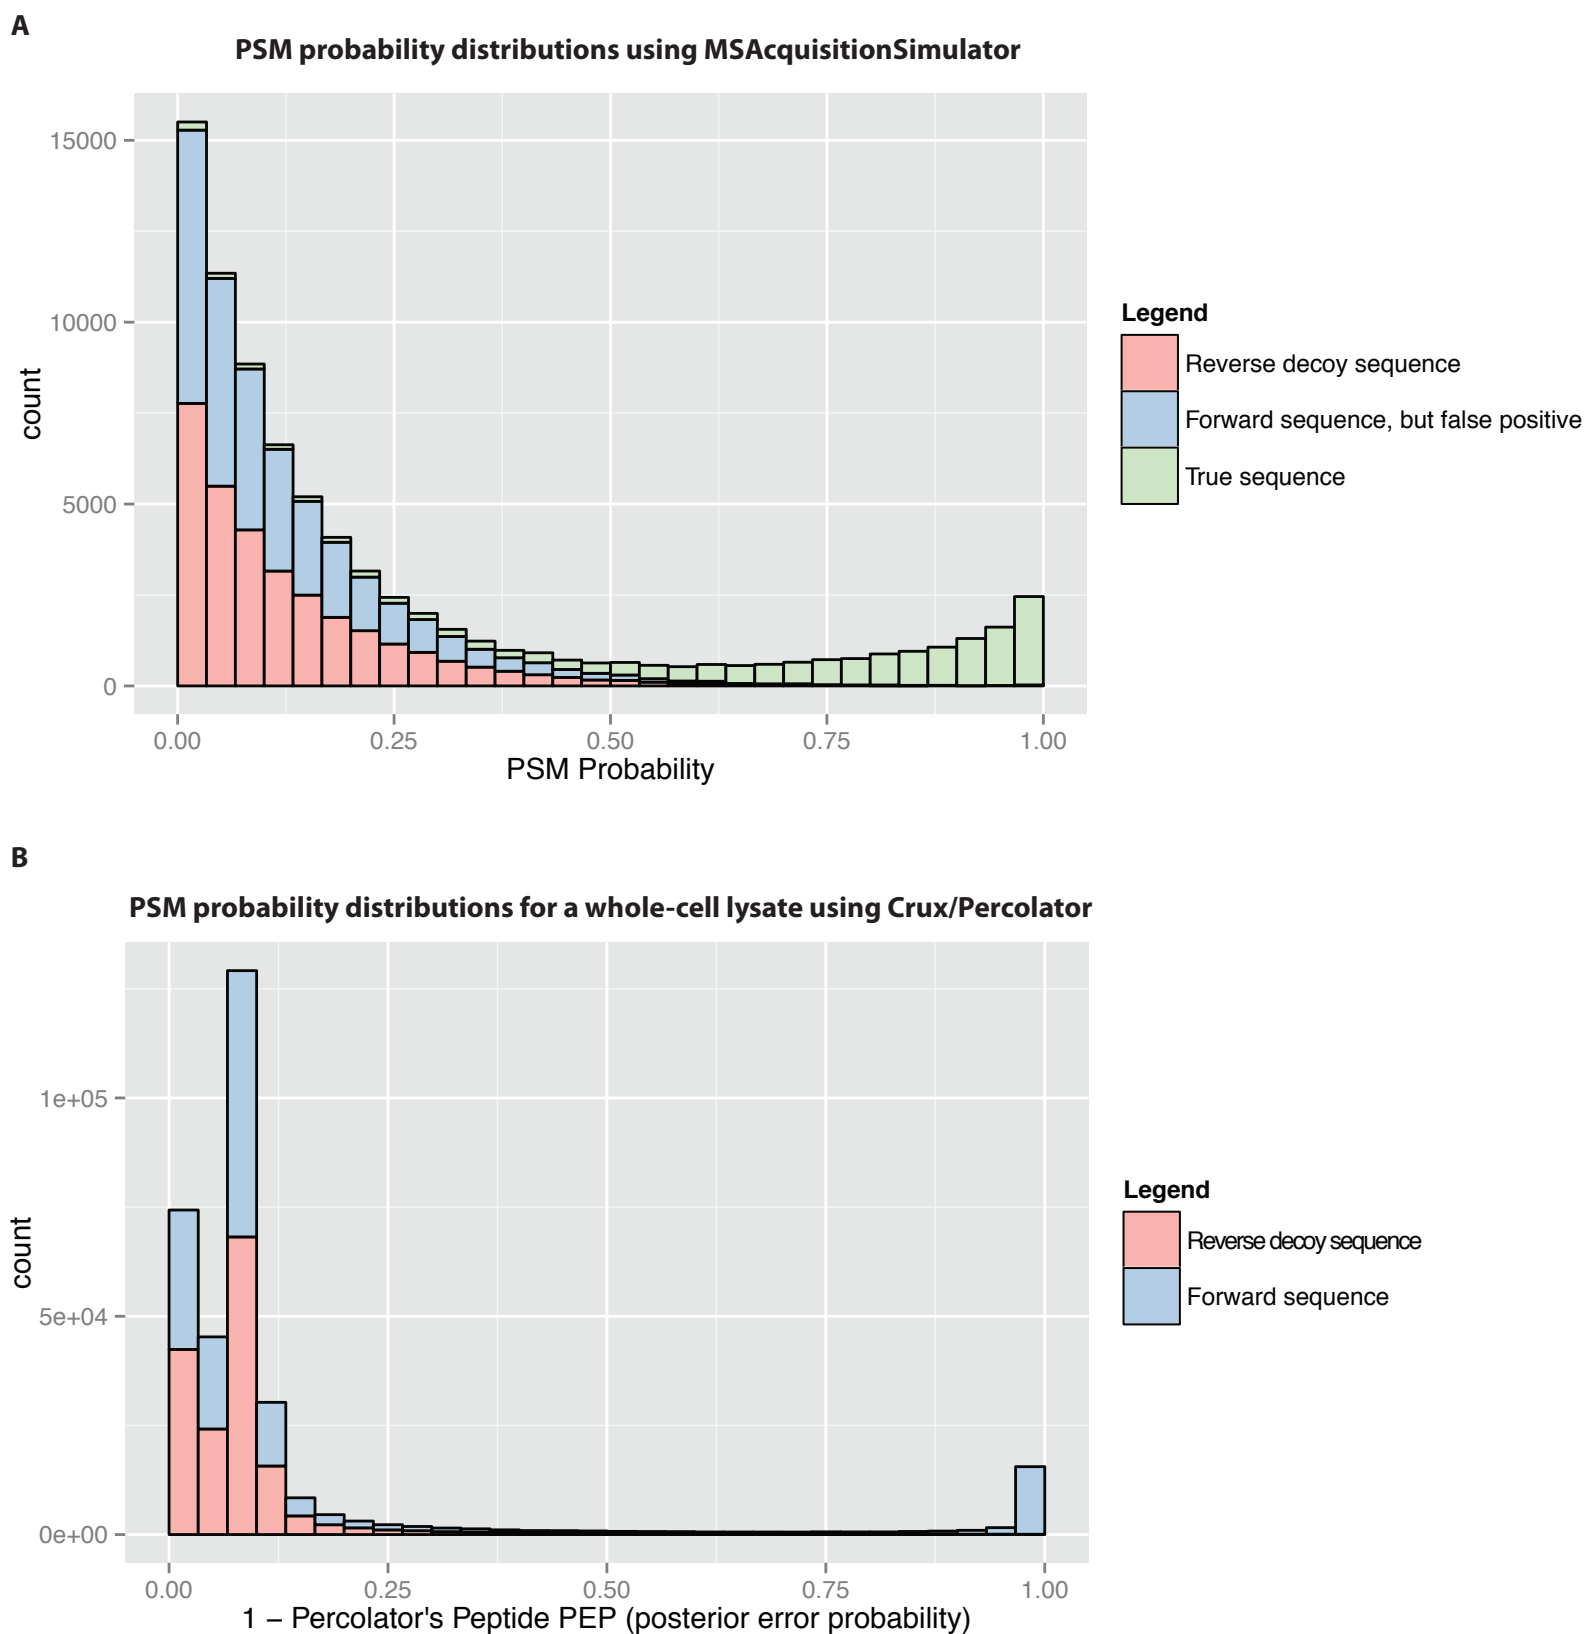 A
PSM probability distributions using MSAcquisitionSimulator
15000
10000
5000
0
count
0.00 0.25 0.50 0.75 1.00
PSM Probability
Legend
Reverse decoy sequence
Forward sequence, but false positive
True sequence
B
PSM probability distributions for a whole-cell lysate using Crux/Percolator
1e+05
5e+04
0e+00
count
0.00 0.25 0.50 0.75 1.00
1 − Percolator's Peptide PEP (posterior error probability)
Legend
Reverse decoy sequence
Forward sequence